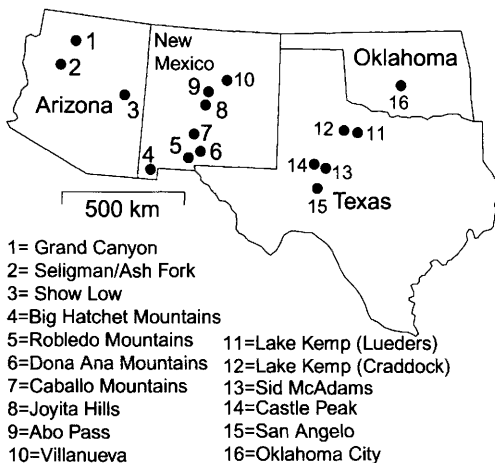 New
Mexico
Oklahoma
Arizona
Texas
1
2
3
4
5
6
7
8
9
10
16
12
11
14
13
15
500 km
1= Grand Canyon
2= Seligman/Ash Fork
3= Show Low
4=Big Hatchet Mountains
5=Robledo Mountains
6=Dona Ana Mountains
7=Caballo Mountains
8=Joyita Hills
9=Abo Pass
10=Villanueva
11=Lake Kemp (Lueders)
12=Lake Kemp (Craddock)
13=Sid McAdams
14=Castle Peak
15=San Angelo
16=Oklahoma City